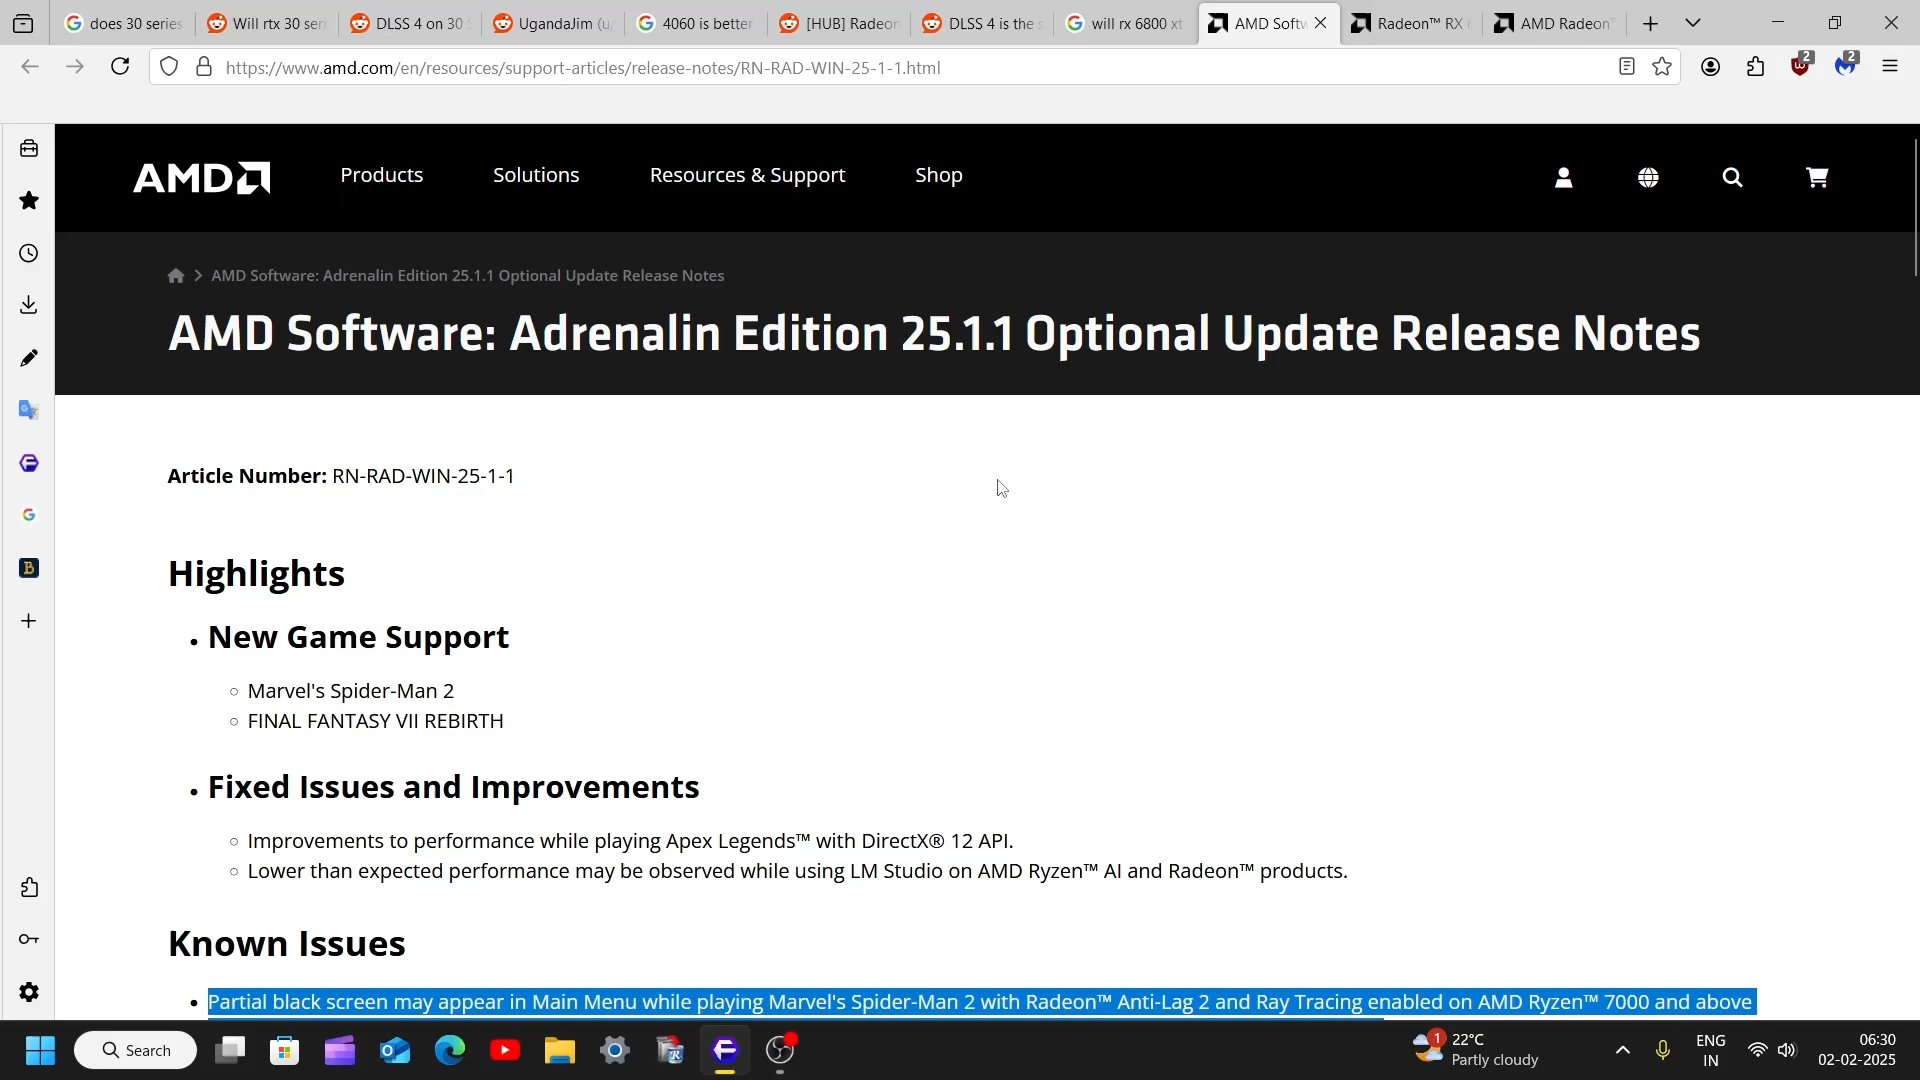 does 30 series
Will rtx 30 seri
DLSS 4 on 30 S
UgandaJim (u/
4060 is better
[HUB] Radeon
DLSS 4 is the s
will rx 6800 xt
AMD Softw
Radeon™ RX 6
AMD Radeon™
https://www.amd.com/en/resources/support-articles/release-notes/RN-RAD-WIN-25-1-1.html
2
2
AMD
Products
Solutions
Resources & Support
Shop
AMD Software: Adrenalin Edition 25.1.1 Optional Update Release Notes
AMD Software: Adrenalin Edition 25.1.1 Optional Update Release Notes
Article Number: RN-RAD-WIN-25-1-1
Highlights
New Game Support
Marvel's Spider-Man 2
FINAL FANTASY VII REBIRTH
Fixed Issues and Improvements
Improvements to performance while playing Apex Legends™ with DirectX® 12 API.
Lower than expected performance may be observed while using LM Studio on AMD Ryzen™ AI and Radeon™ products.
Known Issues
Partial black screen may appear in Main Menu while playing Marvel's Spider-Man 2 with Radeon™ Anti-Lag 2 and Ray Tracing enabled on AMD Ryzen™ 7000 and above
Search
1
22°C
Partly cloudy
ENG
IN
06:30
02-02-2025